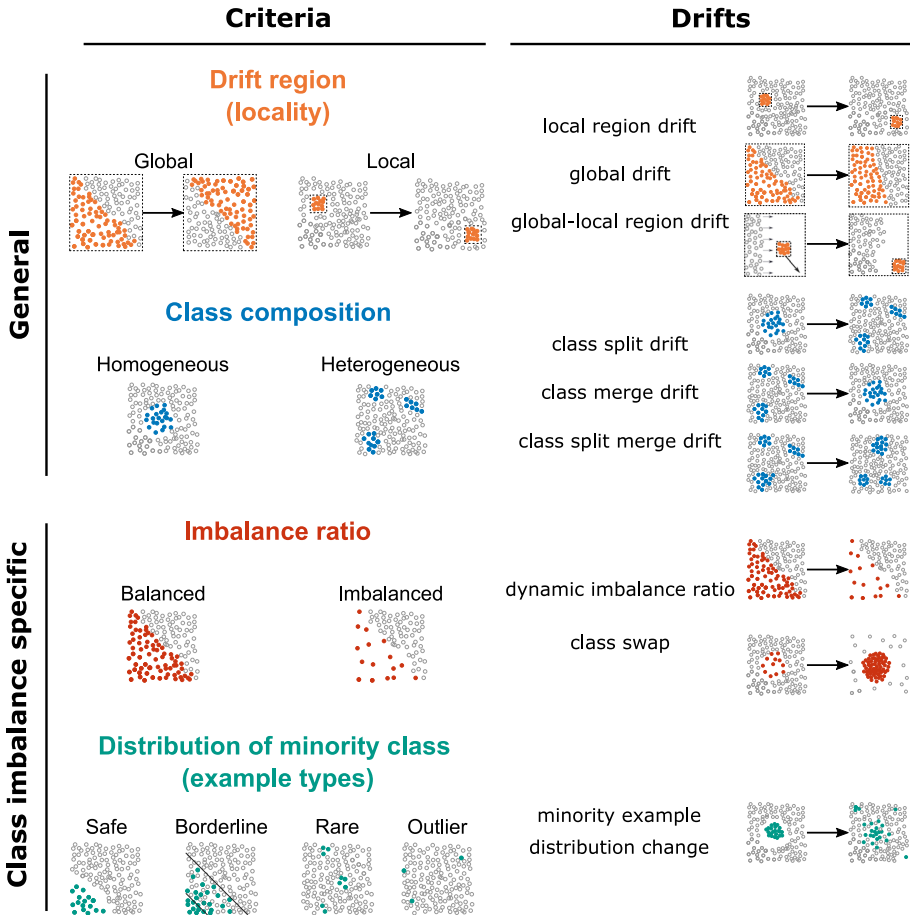 Criteria
Drifts
General
Drift region
(locality)
Global
Local
local region drift
global drift
global-local region drift
Class composition
Homogeneous
Heterogeneous
class split drift
class merge drift
class split merge drift
Class imbalance specific
Imbalance ratio
Balanced
Imbalanced
dynamic imbalance ratio
class swap
Distribution of minority class
(example types)
Safe
Borderline
Rare
Outlier
minority example
distribution change